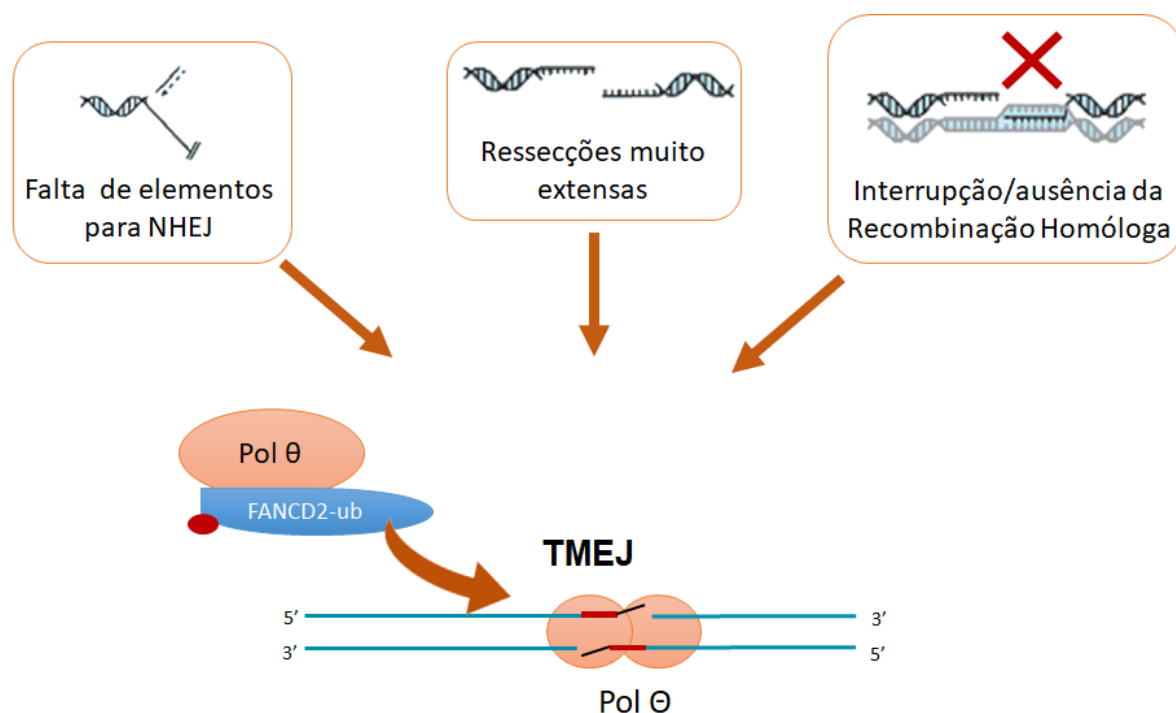 Falta de elementos
para NHEJ
Ressecções muito
extensas
Interrupção/ausência da
Recombinação Homóloga
Pol θ
FANCD2-ub
TMEJ
5’
3’
3’
5’
Pol Θ